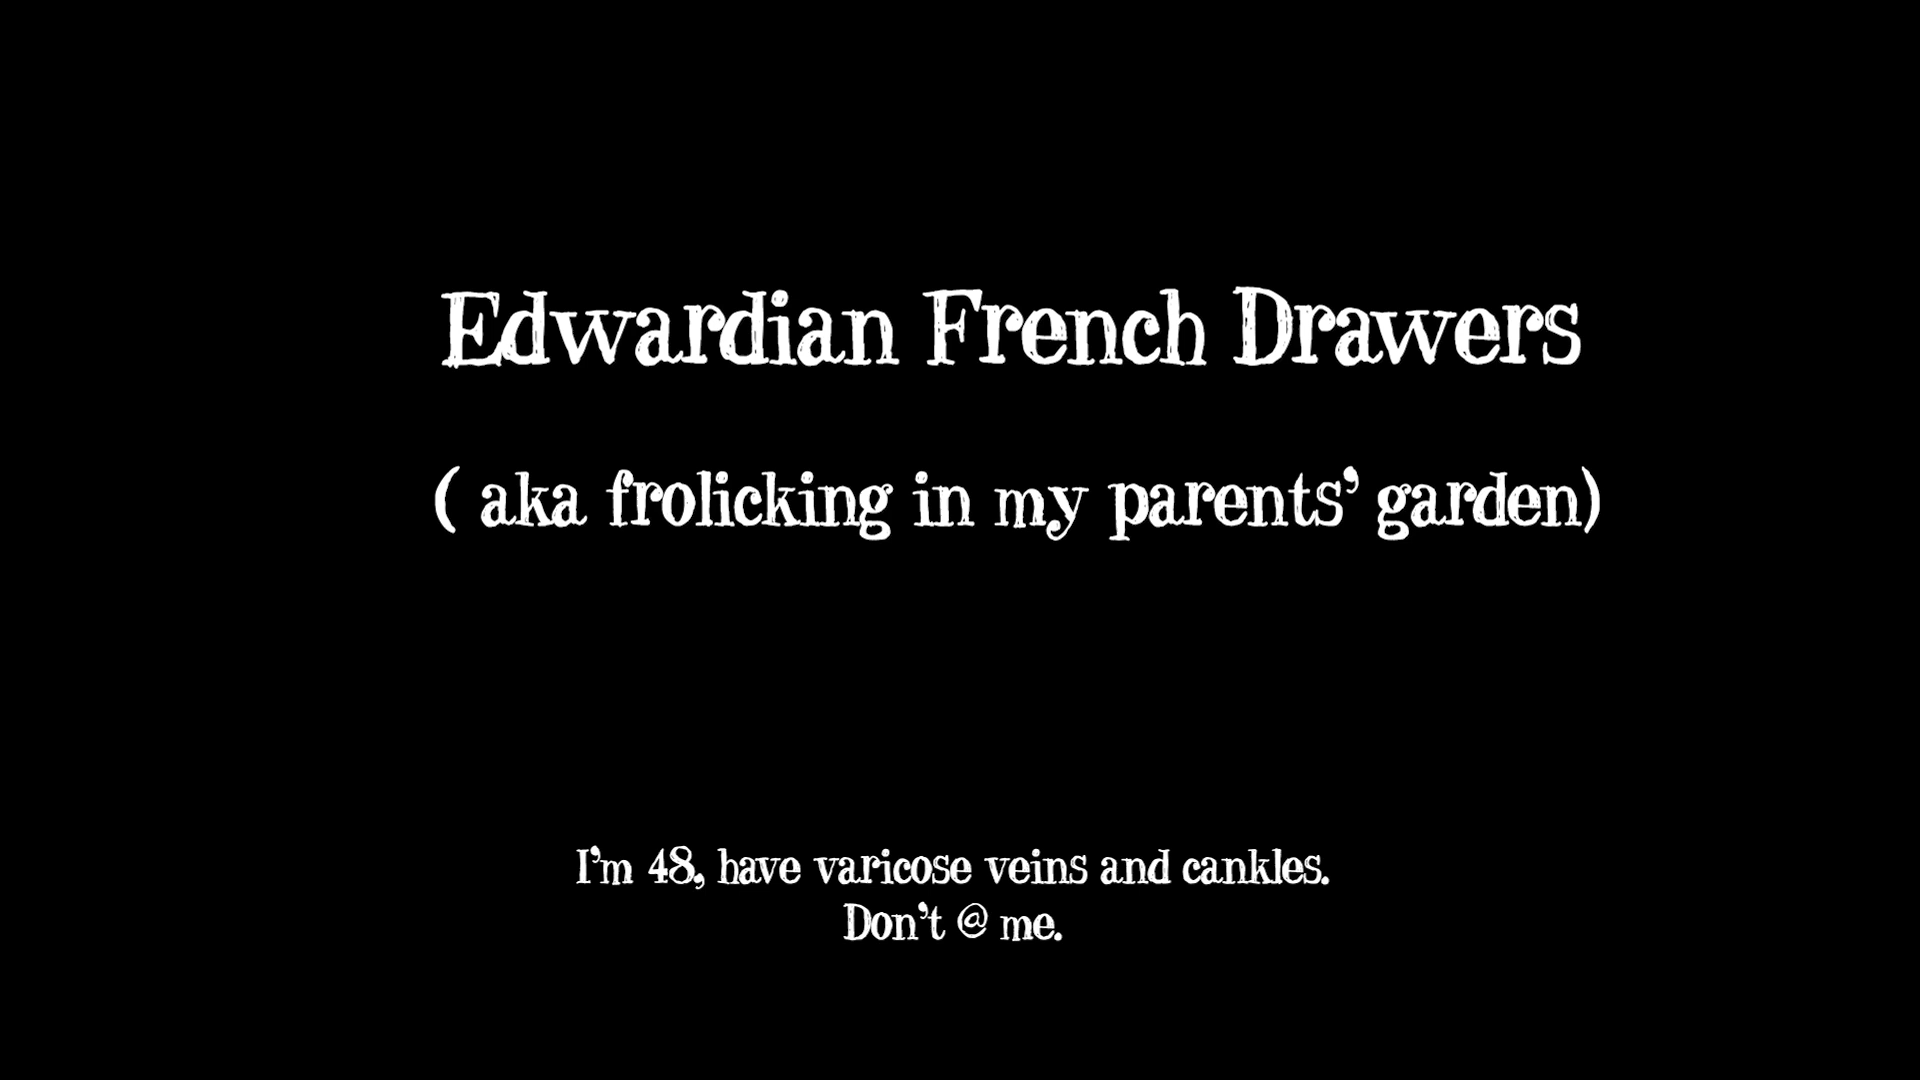 Edwardian French Drawers
( aka frolicking in my parents’ garden)
I’m 48, have varicose veins and cankles.
Don’t @ me.